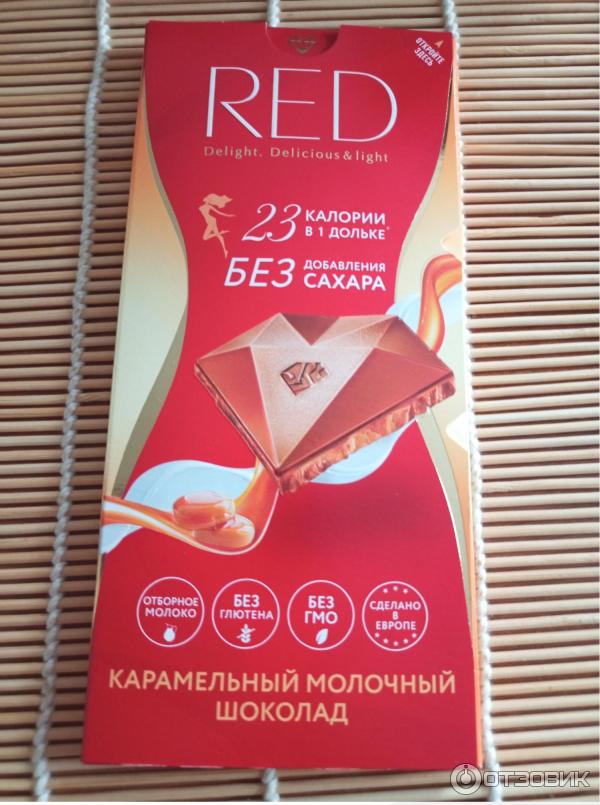 ОТКРОЙТЕ
ЗДЕСЬ
RED
Delight. Delicious & light
23 КАЛОРИИ
В 1 ДОЛЬКЕ*
БЕЗ ДОБАВЛЕНИЯ
САХАРА
ОТБОРНОЕ
МОЛОКО
БЕЗ
ГЛЮТЕНА
БЕЗ
ГМО
СДЕЛАНО
В
ЕВРОПЕ
КАРАМЕЛЬНЫЙ МОЛОЧНЫЙ
ШОКОЛАД
ОТЗОВИК